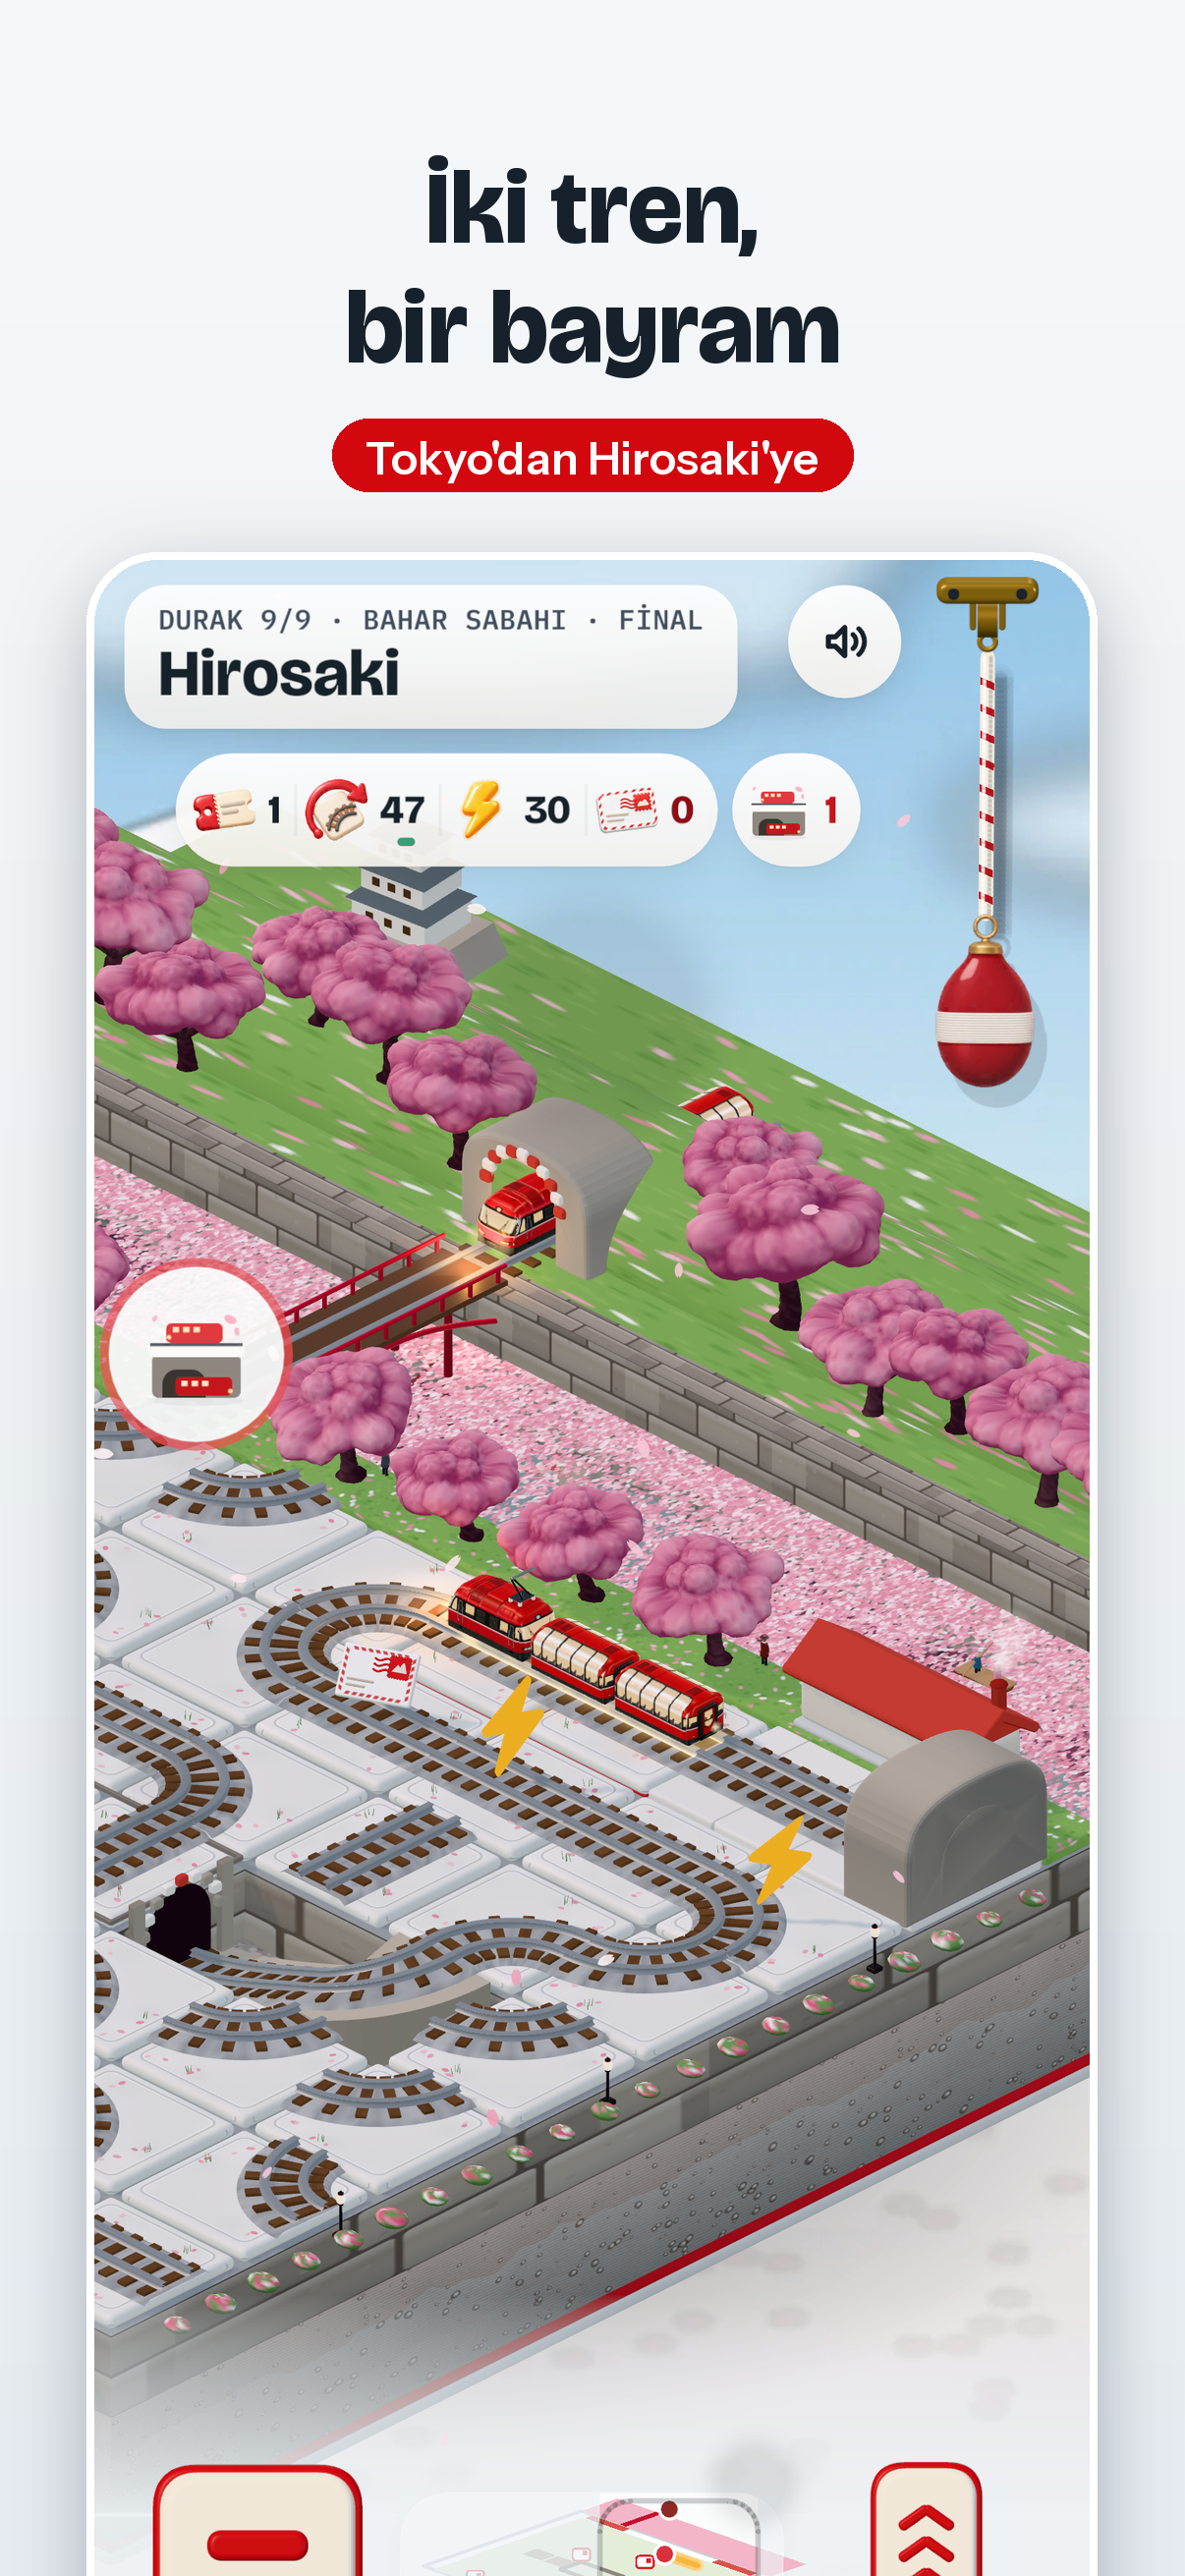 İki tren,
bir bayram
Tokyo'dan Hirosaki'ye
DURAK 9/9 · BAHAR SABAHI · FİNAL
Hirosaki
1 47 30 0 1